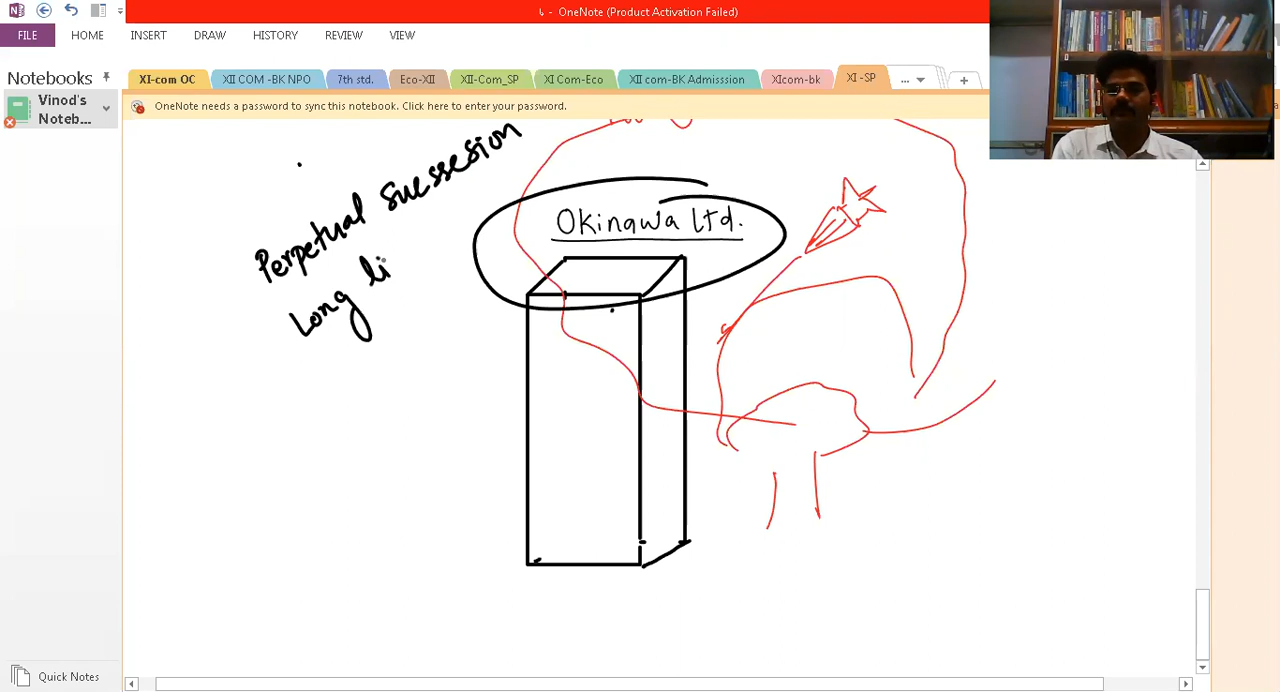 ↳ - OneNote (Product Activation Failed)
FILE HOME INSERT DRAW HISTORY REVIEW VIEW
Notebooks
Vinod's
Noteb...
XI-com OC XII COM -BK NPO 7th std. Eco-XII XII-Com_SP XI Com-Eco XII com-BK Admisssion XIcom-bk XI -SP ...
OneNote needs a password to sync this notebook. Click here to enter your password.
Perpetual suessesion
Long li
Okinawa Ltd.
Quick Notes